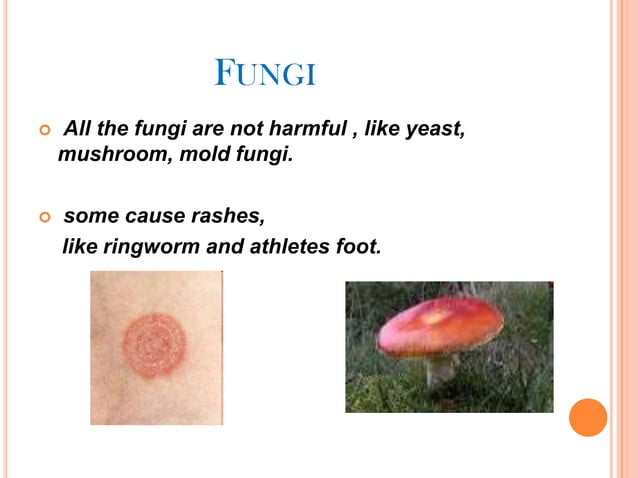 FUNGI
All the fungi are not harmful , like yeast,
mushroom, mold fungi.
some cause rashes,
like ringworm and athletes foot.